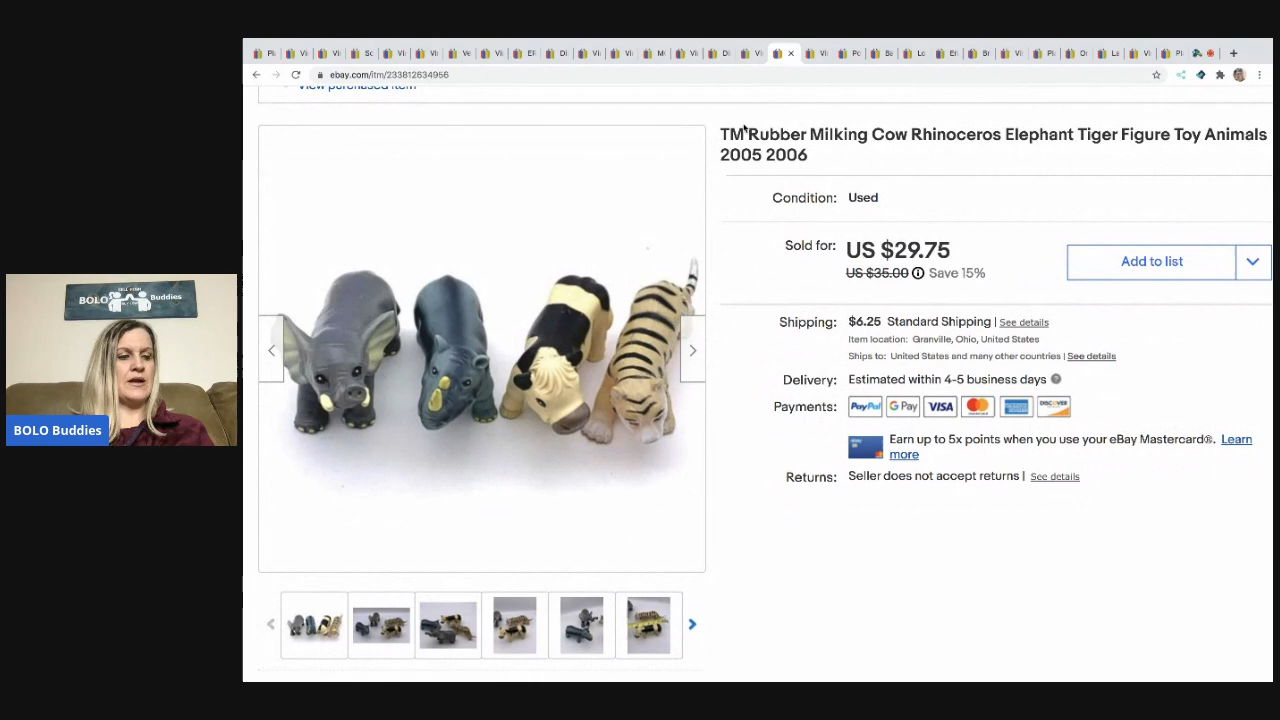 ebay.com/itm/233812634956
View purchased item
TM Rubber Milking Cow Rhinoceros Elephant Tiger Figure Toy Animals
2005 2006
Condition: Used
Sold for: US $29.75
US $35.00 Save 15%
Add to list
Shipping: $6.25 Standard Shipping | See details
Item location: Granville, Ohio, United States
Ships to: United States and many other countries | See details
Delivery: Estimated within 4-5 business days
Payments: PayPal G Pay VISA DISCOVER
Earn up to 5x points when you use your eBay Mastercard®. Learn
more
Returns: Seller does not accept returns | See details
BOLO Buddies
BOLO Buddies